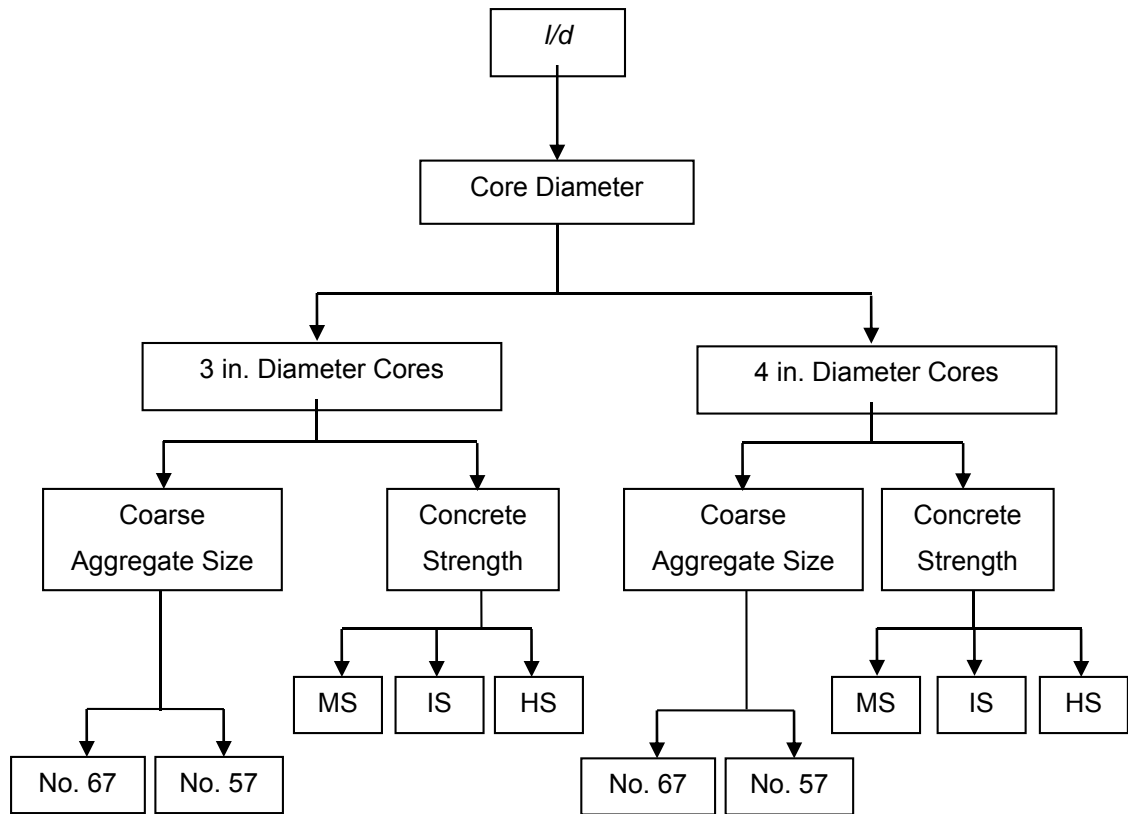 l/d
Core Diameter
3 in. Diameter Cores
4 in. Diameter Cores
Coarse
Aggregate Size
Concrete
Strength
Coarse
Aggregate Size
Concrete
Strength
MS
IS
HS
MS
IS
HS
No. 67
No. 57
No. 67
No. 57